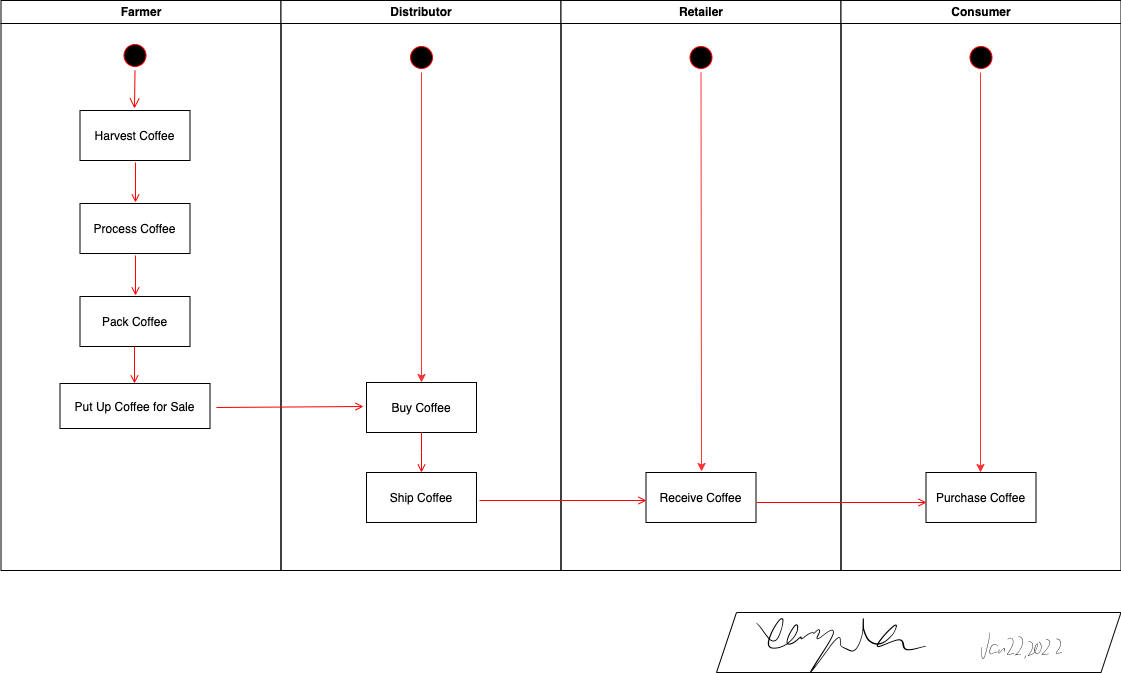 Farmer
Distributor
Retailer
Consumer
Harvest Coffee
Process Coffee
Pack Coffee
Put Up Coffee for Sale
Buy Coffee
Ship Coffee
Receive Coffee
Purchase Coffee
Jan 22, 2022